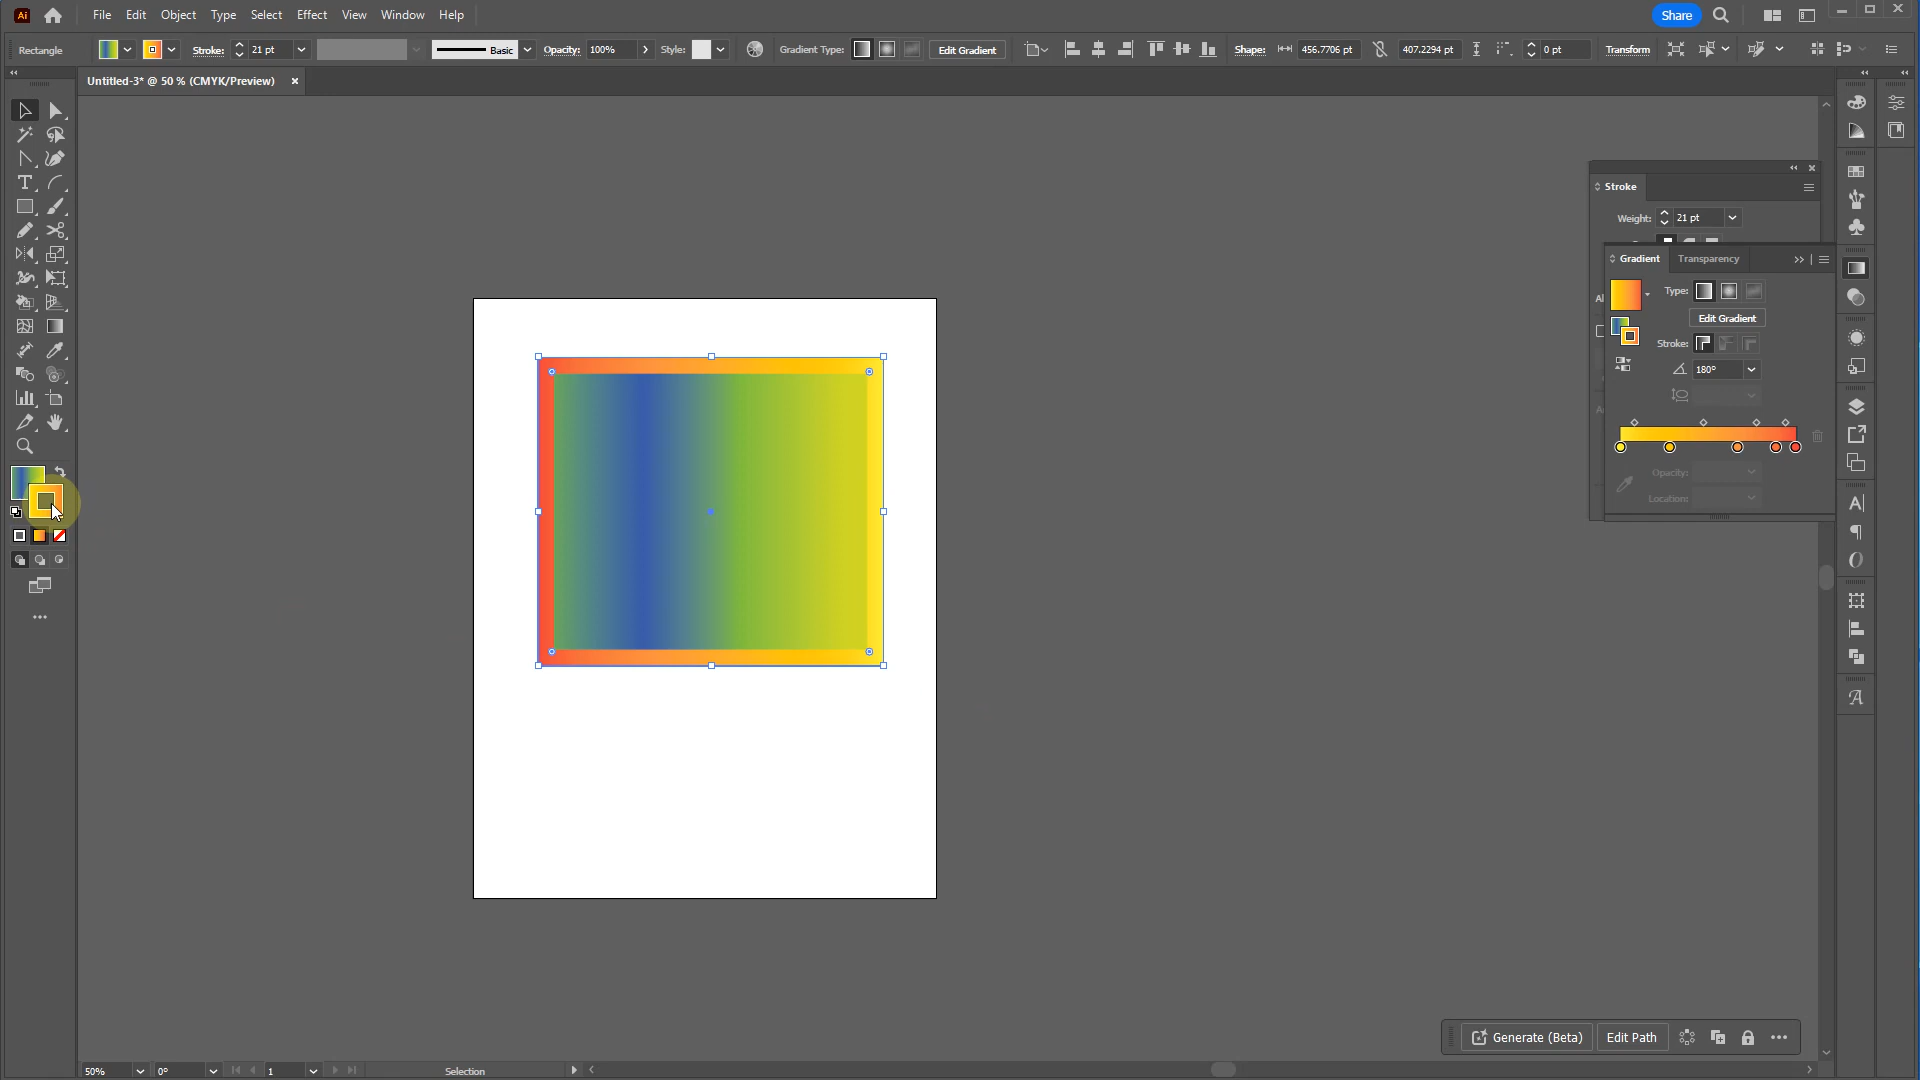 Ai File Edit Object Type Select Effect View Window Help Share
Rectangle Stroke: 21 pt Basic Opacity: 100% Style: Gradient Type: Edit Gradient Shape: 456.7706 pt 407.2294 pt 0 pt Transform
Untitled-3* @ 50 % (CMYK/Preview)
Stroke
Weight: 21 pt
Gradient Transparency
Type:
Edit Gradient
Stroke:
180°
Opacity:
Location:
Generate (Beta) Edit Path
50% 0° 1 Selection